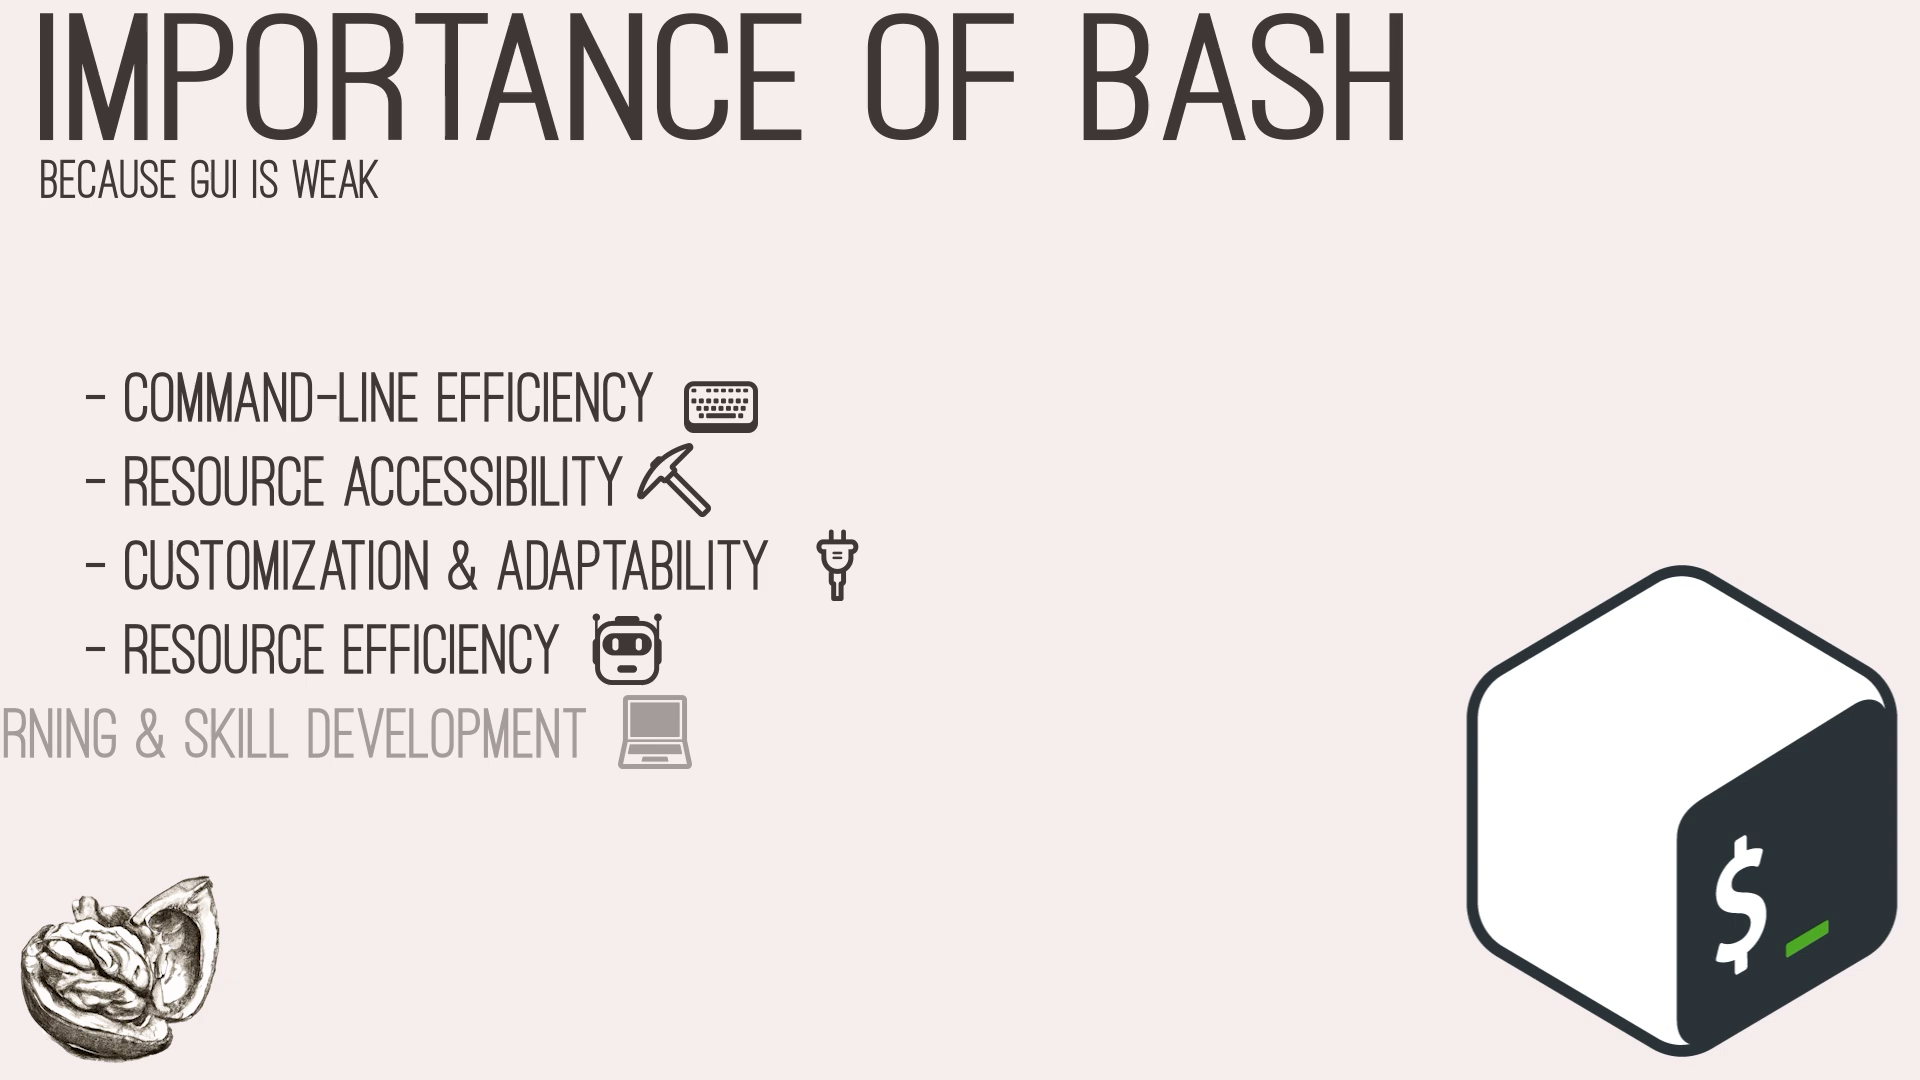 IMPORTANCE OF BASH
BECAUSE GUI IS WEAK
- COMMAND-LINE EFFICIENCY
- RESOURCE ACCESSIBILITY
- CUSTOMIZATION & ADAPTABILITY
- RESOURCE EFFICIENCY
RNING & SKILL DEVELOPMENT
$_